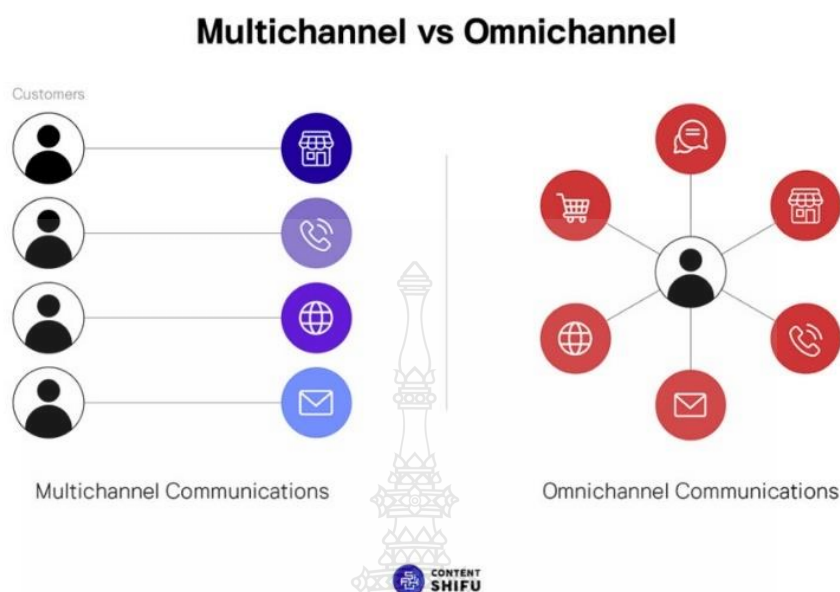 Multichannel vs Omnichannel
Customers
Multichannel Communications
Omnichannel Communications
CONTENT
SHIFU